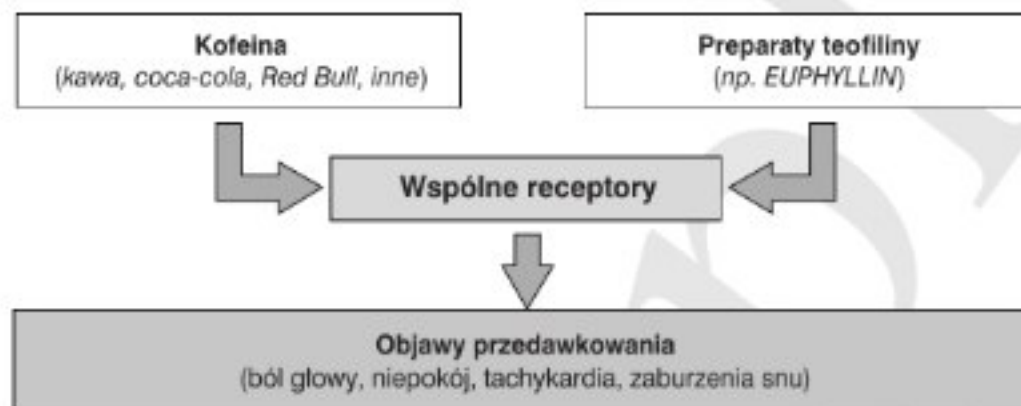 Kofeina
(kawa, coca-cola, Red Bull, inne)
Preparaty teofiliny
(np. EUPHYLLIN)
Wspólne receptory
Objawy przedawkowania
(ból głowy, niepokój, tachykardia, zaburzenia snu)